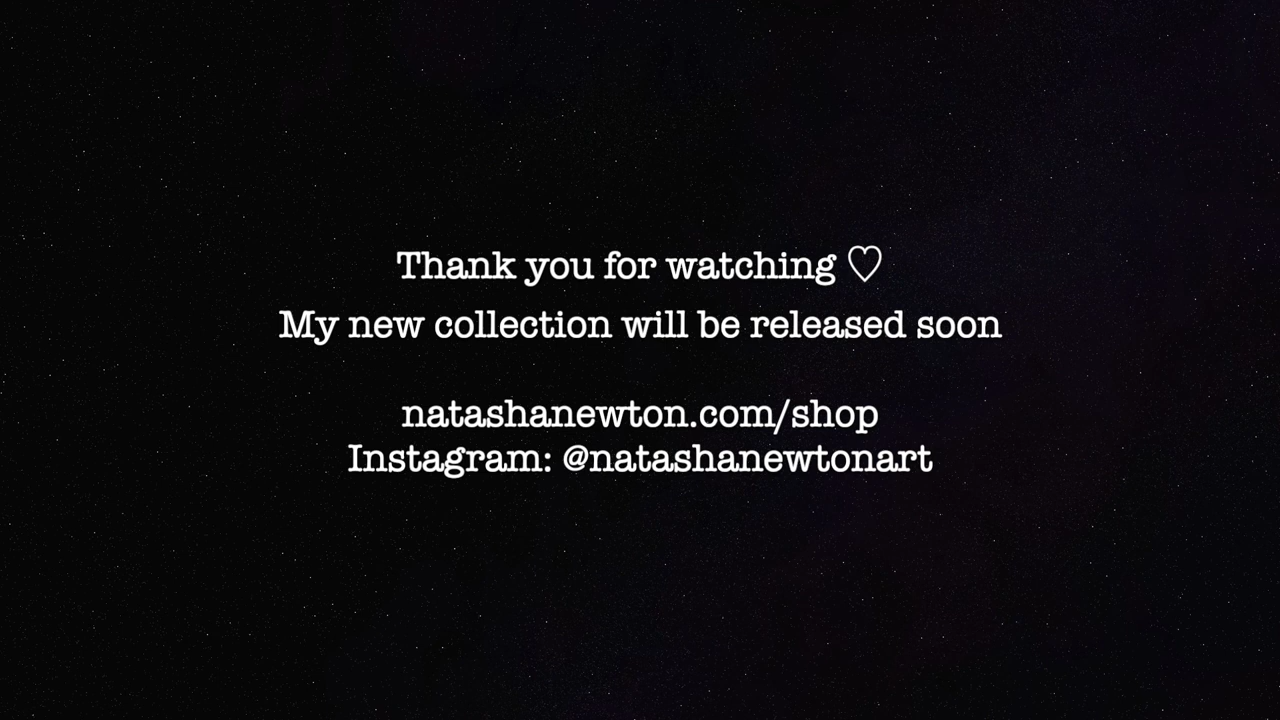 Thank you for watching ♡
My new collection will be released soon
natashanewton.com/shop
Instagram: @natashanewtonart